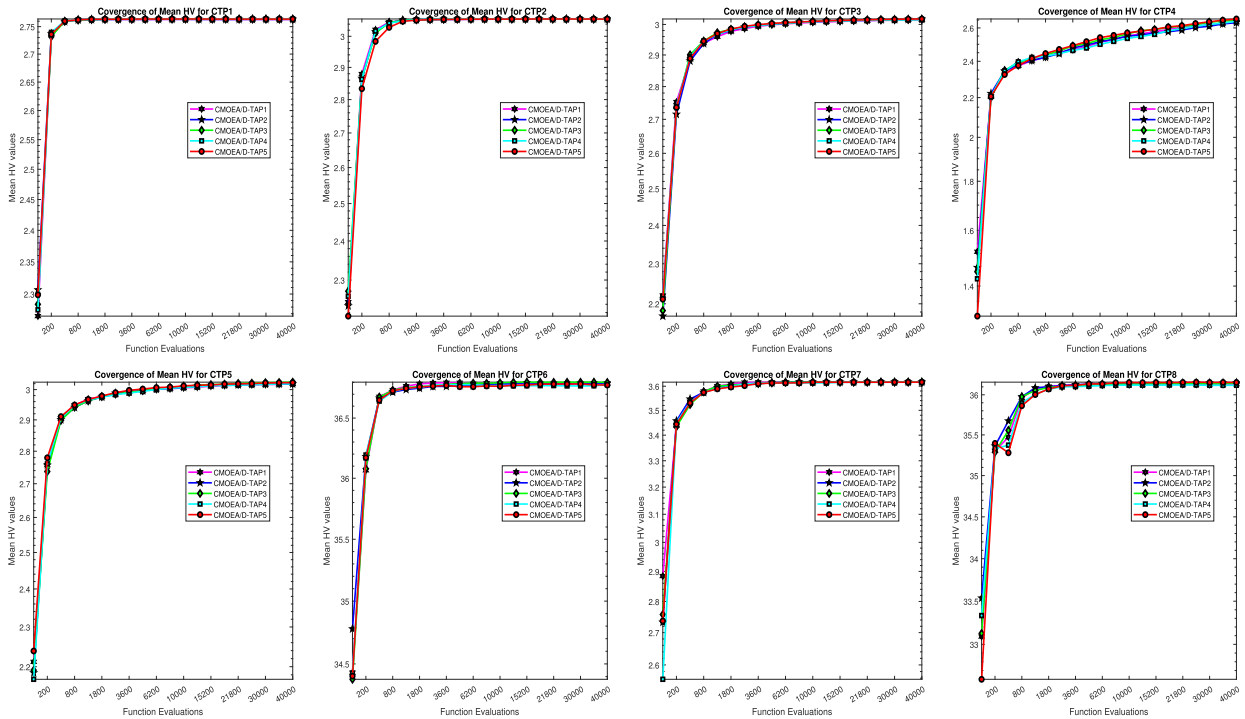 Covergence of Mean HV for CTP1
2.75
2.7
2.65
2.6
2.55
2.5
2.45
2.4
2.35
2.3
Mean HV values
CMOEA/D-TAP1
CMOEA/D-TAP2
CMOEA/D-TAP3
CMOEA/D-TAP4
CMOEA/D-TAP5
200 800 1800 3600 6200 10000 15200 21800 30000 40000
Function Evaluations
Covergence of Mean HV for CTP2
3
2.9
2.8
2.7
2.6
2.5
2.4
2.3
Mean HV values
CMOEA/D-TAP1
CMOEA/D-TAP2
CMOEA/D-TAP3
CMOEA/D-TAP4
CMOEA/D-TAP5
200 800 1800 3600 6200 10000 15200 21800 30000 40000
Function Evaluations
Covergence of Mean HV for CTP3
3
2.9
2.8
2.7
2.6
2.5
2.4
2.3
2.2
Mean HV values
CMOEA/D-TAP1
CMOEA/D-TAP2
CMOEA/D-TAP3
CMOEA/D-TAP4
CMOEA/D-TAP5
200 800 1800 3600 6200 10000 15200 21800 30000 40000
Function Evaluations
Covergence of Mean HV for CTP4
2.6
2.4
2.2
2
1.8
1.6
1.4
Mean HV values
CMOEA/D-TAP1
CMOEA/D-TAP2
CMOEA/D-TAP3
CMOEA/D-TAP4
CMOEA/D-TAP5
200 800 1800 3600 6200 10000 15200 21800 30000 40000
Function Evaluations
Covergence of Mean HV for CTP5
3
2.9
2.8
2.7
2.6
2.5
2.4
2.3
2.2
Mean HV values
CMOEA/D-TAP1
CMOEA/D-TAP2
CMOEA/D-TAP3
CMOEA/D-TAP4
CMOEA/D-TAP5
200 800 1800 3600 6200 10000 15200 21800 30000 40000
Function Evaluations
Covergence of Mean HV for CTP6
36.5
36
35.5
35
34.5
Mean HV values
CMOEA/D-TAP1
CMOEA/D-TAP2
CMOEA/D-TAP3
CMOEA/D-TAP4
CMOEA/D-TAP5
200 800 1800 3600 6200 10000 15200 21800 30000 40000
Function Evaluations
Covergence of Mean HV for CTP7
3.6
3.5
3.4
3.3
3.2
3.1
3
2.9
2.8
2.7
2.6
Mean HV values
CMOEA/D-TAP1
CMOEA/D-TAP2
CMOEA/D-TAP3
CMOEA/D-TAP4
CMOEA/D-TAP5
200 800 1800 3600 6200 10000 15200 21800 30000 40000
Function Evaluations
Covergence of Mean HV for CTP8
36
35.5
35
34.5
34
33.5
33
Mean HV values
CMOEA/D-TAP1
CMOEA/D-TAP2
CMOEA/D-TAP3
CMOEA/D-TAP4
CMOEA/D-TAP5
200 800 1800 3600 6200 10000 15200 21800 30000 40000
Function Evaluations